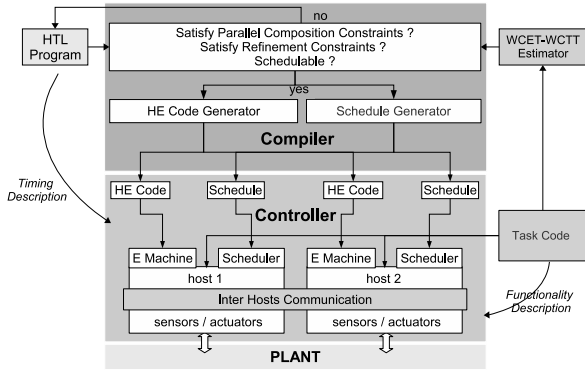 no
HTL
Program
Satisfy Parallel Composition Constraints ?
Satisfy Refinement Constraints ?
Schedulable ?
WCET-WCTT
Estimator
yes
HE Code Generator
Schedule Generator
Compiler
HE Code
Schedule
HE Code
Schedule
Timing
Description
Controller
Task Code
E Machine
Scheduler
E Machine
Scheduler
host 1
host 2
Inter Hosts Communication
Functionality
Description
sensors / actuators
sensors / actuators
PLANT